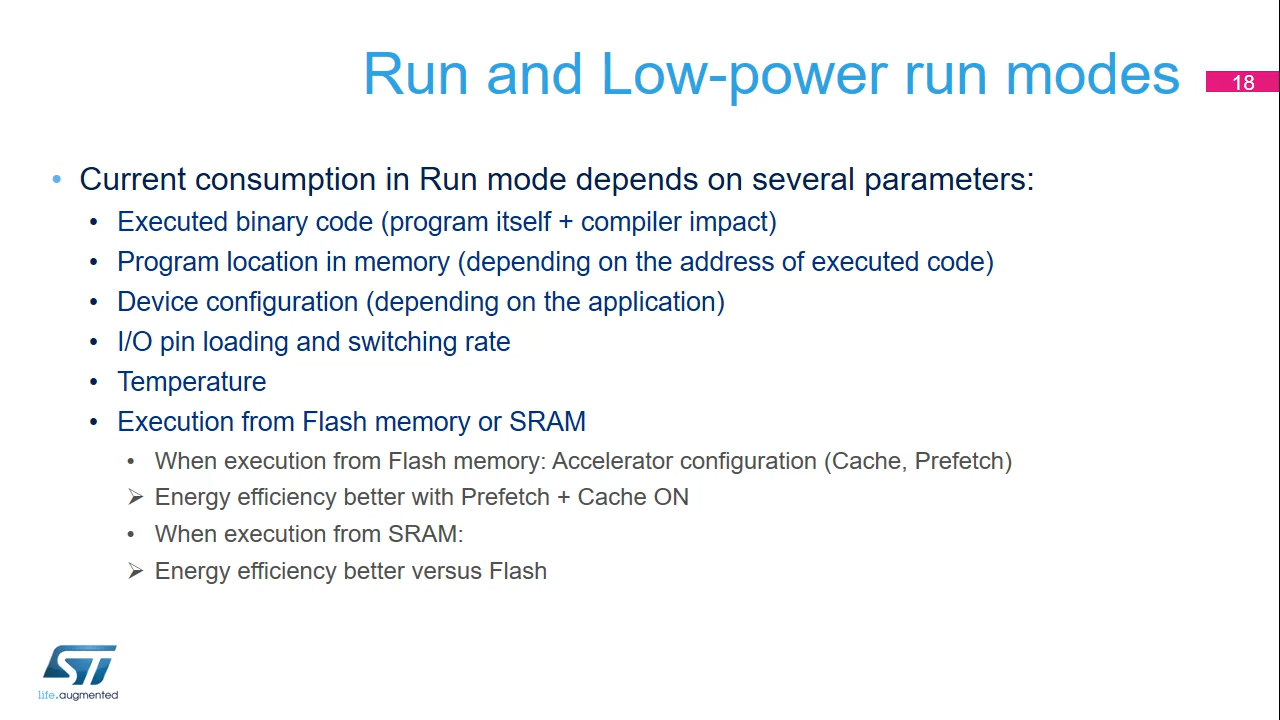 Run and Low-power run modes
18
• Current consumption in Run mode depends on several parameters:
• Executed binary code (program itself + compiler impact)
• Program location in memory (depending on the address of executed code)
• Device configuration (depending on the application)
• I/O pin loading and switching rate
• Temperature
• Execution from Flash memory or SRAM
• When execution from Flash memory: Accelerator configuration (Cache, Prefetch)
➢ Energy efficiency better with Prefetch + Cache ON
• When execution from SRAM:
➢ Energy efficiency better versus Flash
ST
life.augmented